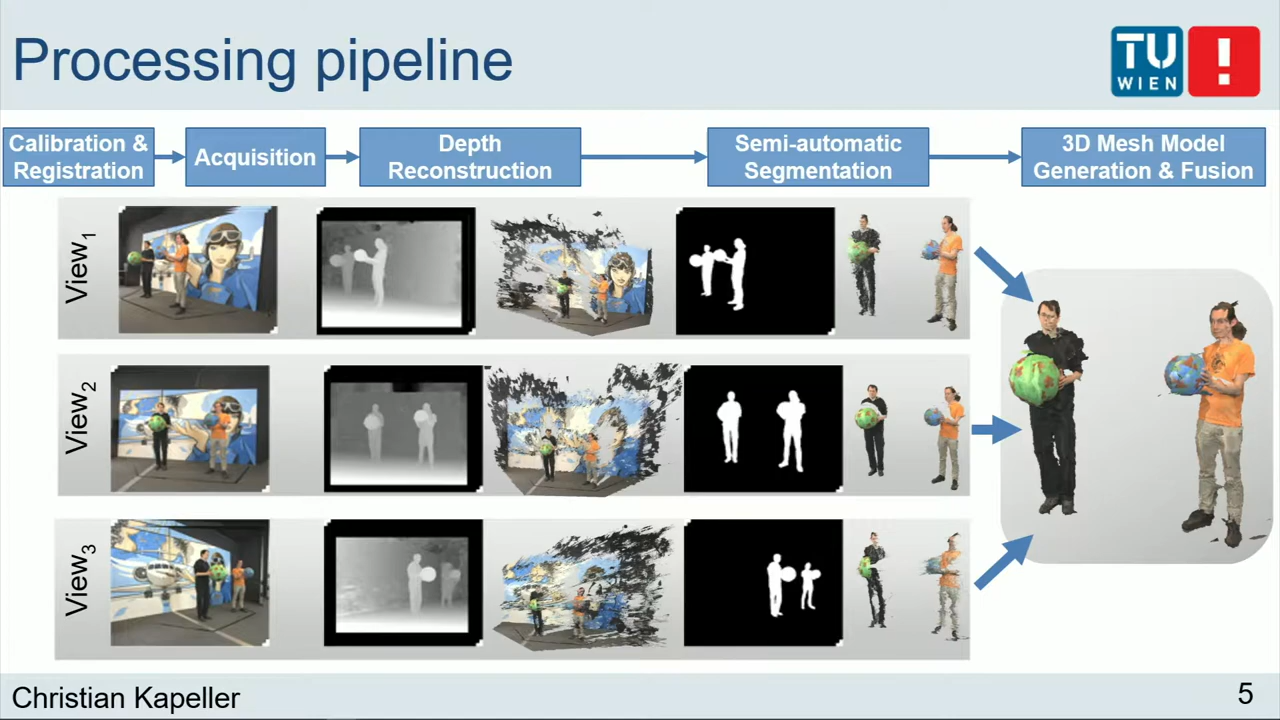 Processing pipeline
TU
WIEN
!
Calibration &
Registration
Acquisition
Depth
Reconstruction
Semi-automatic
Segmentation
3D Mesh Model
Generation & Fusion
View1
View2
View3
Christian Kapeller
5